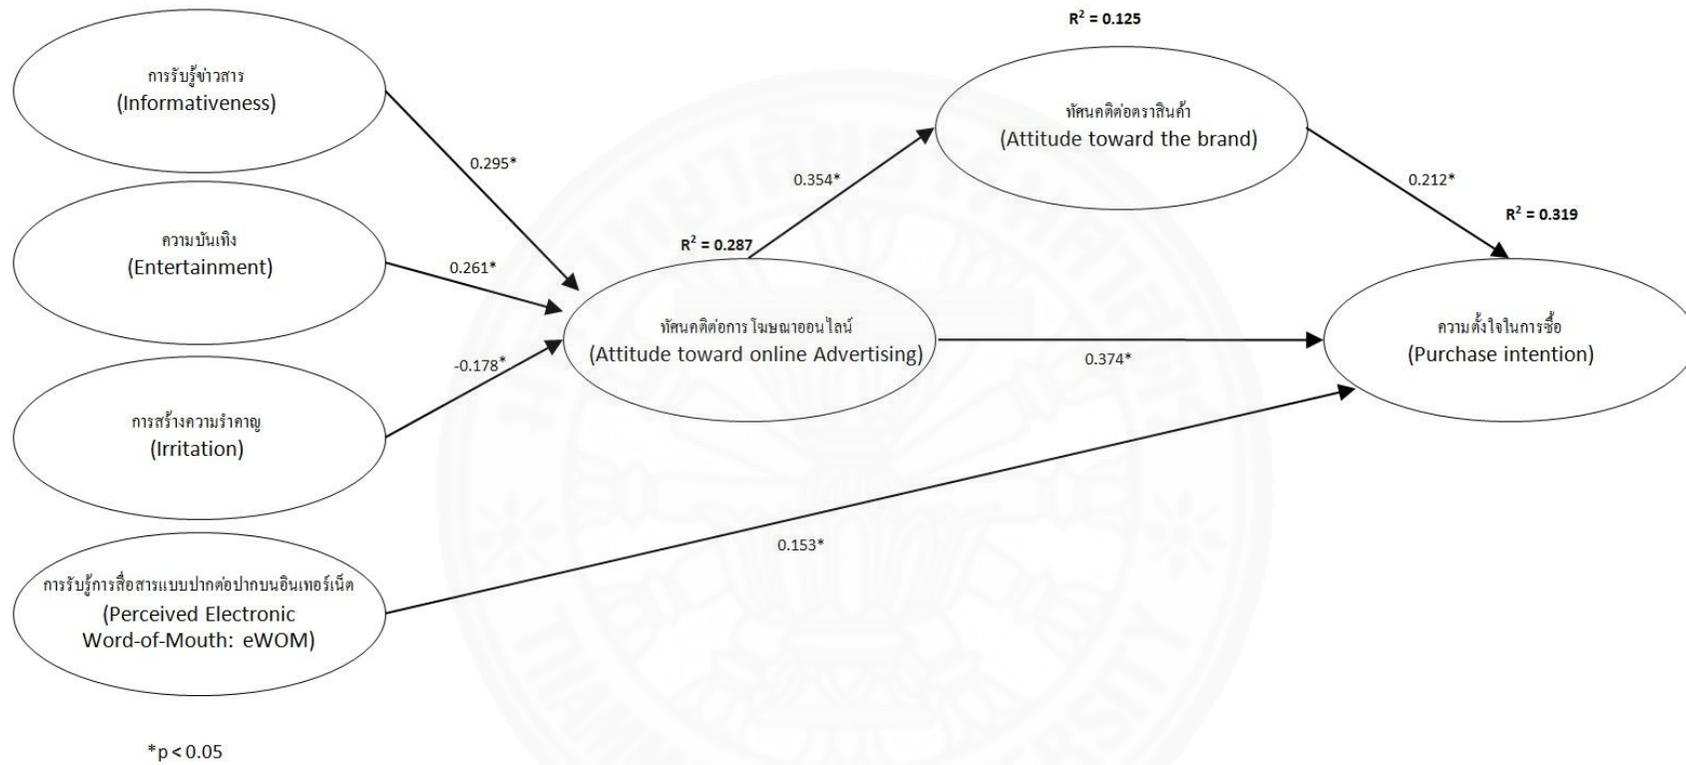 R² = 0.125
การรับรู้ข่าวสาร
(Informativeness)
ทัศนคติต่อตราสินค้า
(Attitude toward the brand)
0.295*
0.354*
0.212*
R² = 0.319
ความบันเทิง
(Entertainment)
0.261*
R² = 0.287
ทัศนคติต่อการโฆษณาออนไลน์
(Attitude toward online Advertising)
ความตั้งใจในการซื้อ
(Purchase intention)
0.374*
-0.178*
การสร้างความรำคาญ
(Irritation)
0.153*
การรับรู้การสื่อสารแบบปากต่อปากบนอินเทอร์เน็ต
(Perceived Electronic
Word-of-Mouth: eWOM)
*p < 0.05